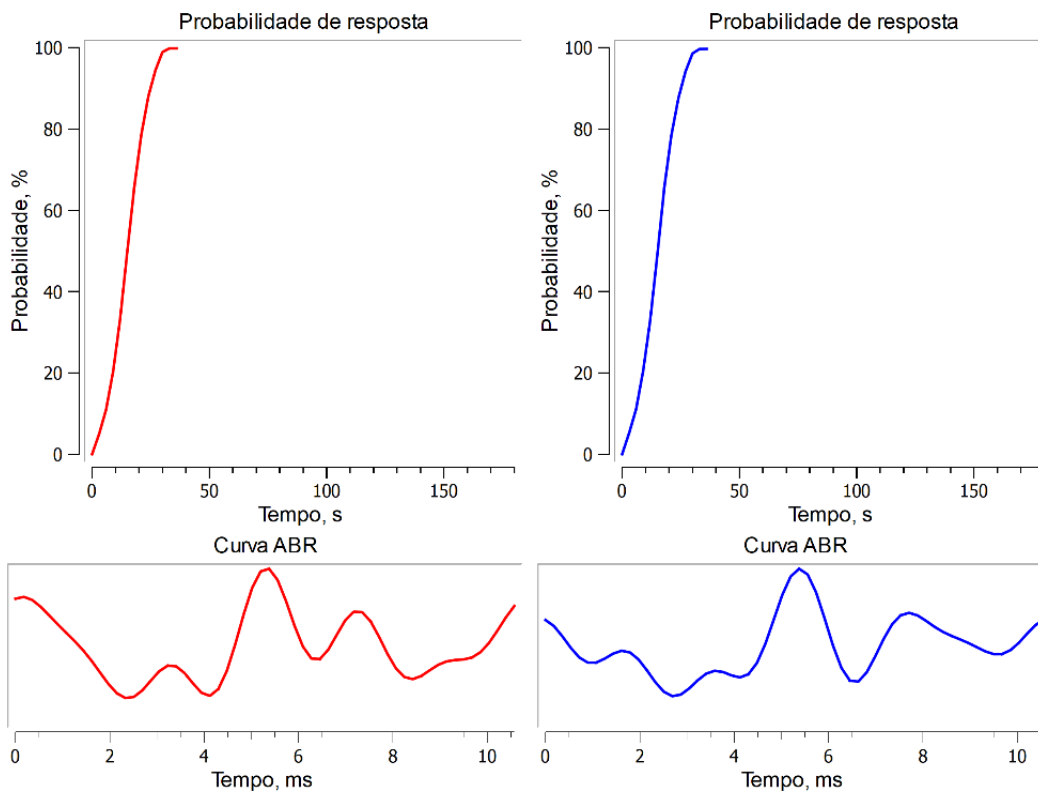 Probabilidade de resposta
100
80
60
40
20
0
Probabilidade, %
0 50 100 150
Tempo, s
Probabilidade de resposta
100
80
60
40
20
0
Probabilidade, %
0 50 100 150
Tempo, s
Curva ABR
0 2 4 6 8 10
Tempo, ms
Curva ABR
0 2 4 6 8 10
Tempo, ms